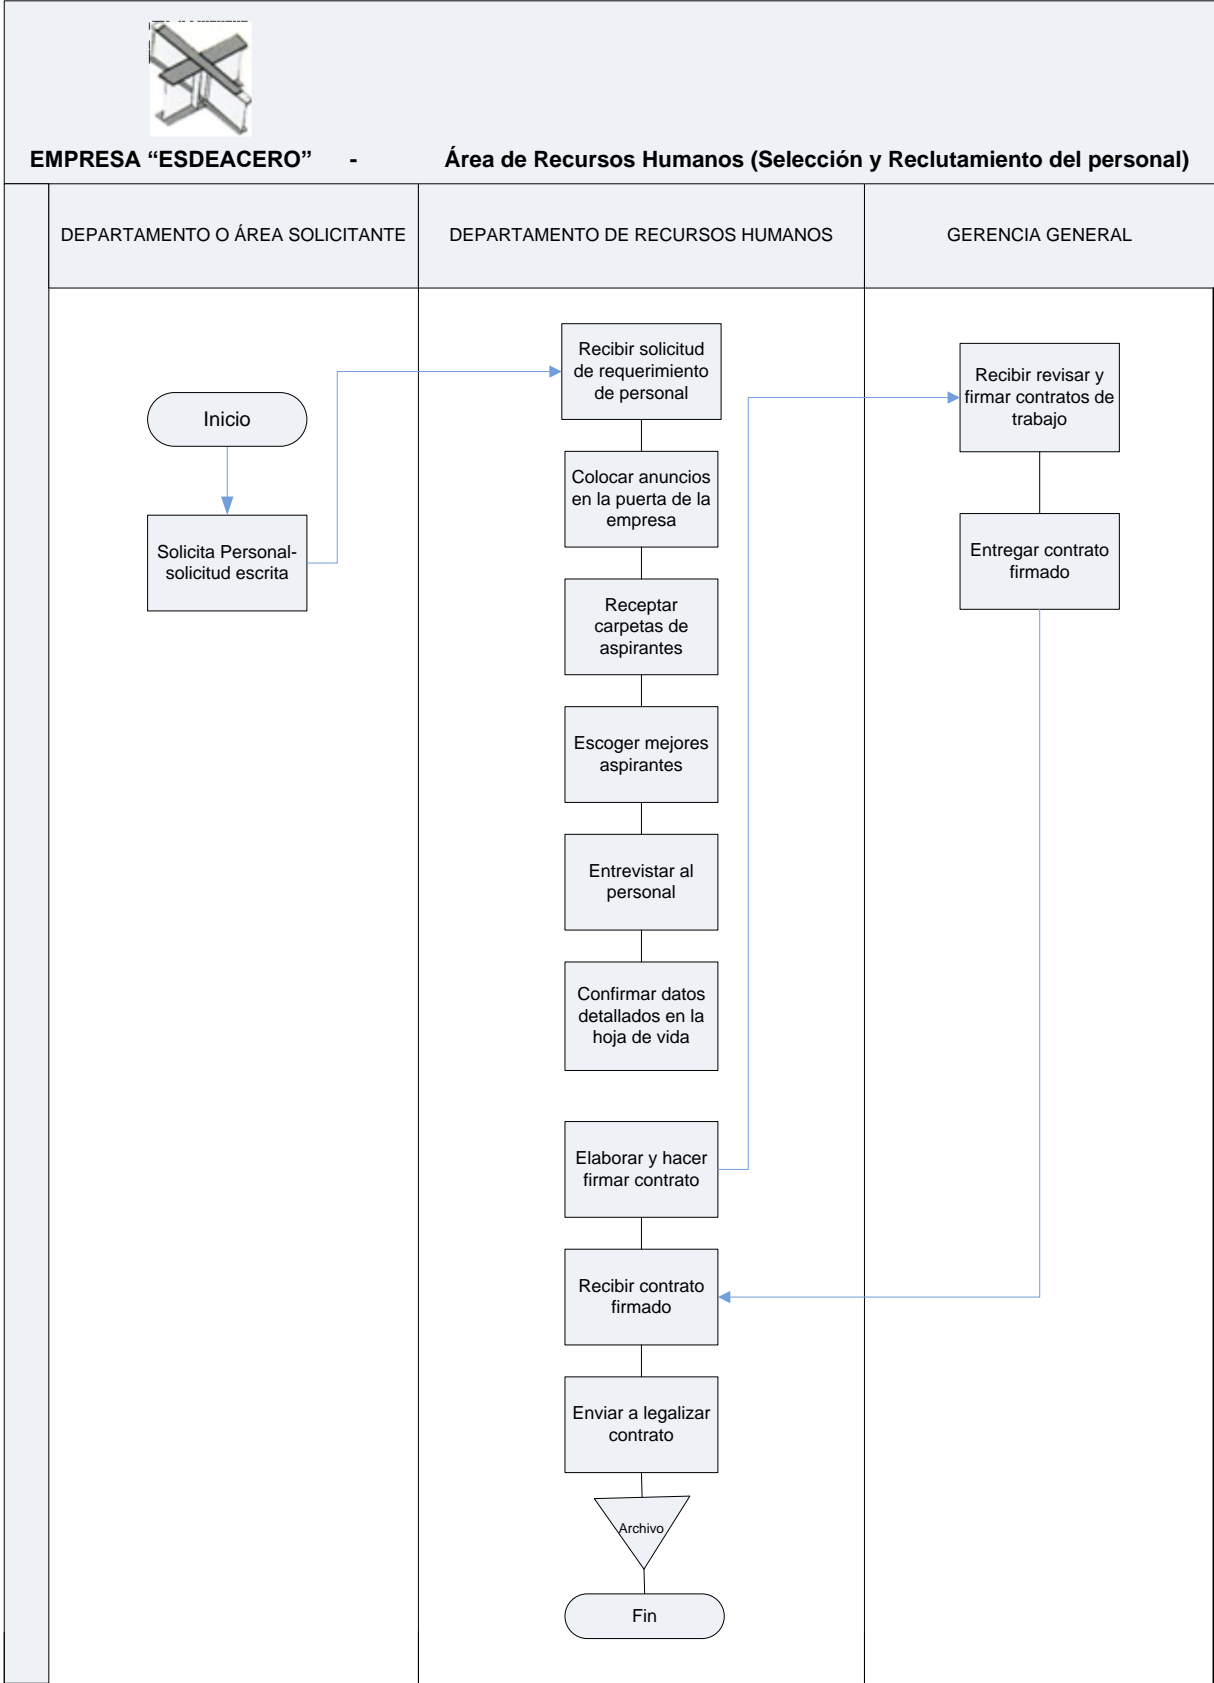 EMPRESA “ESDEACERO” - Área de Recursos Humanos (Selección y Reclutamiento del personal)
DEPARTAMENTO O ÁREA SOLICITANTE
DEPARTAMENTO DE RECURSOS HUMANOS
GERENCIA GENERAL
Inicio
Solicita Personal-
solicitud escrita
Recibir solicitud
de requerimiento
de personal
Colocar anuncios
en la puerta de la
empresa
Receptar
carpetas de
aspirantes
Escoger mejores
aspirantes
Entrevistar al
personal
Confirmar datos
detallados en la
hoja de vida
Elaborar y hacer
firmar contrato
Recibir revisar y
firmar contratos de
trabajo
Entregar contrato
firmado
Recibir contrato
firmado
Enviar a legalizar
contrato
Archivo
Fin